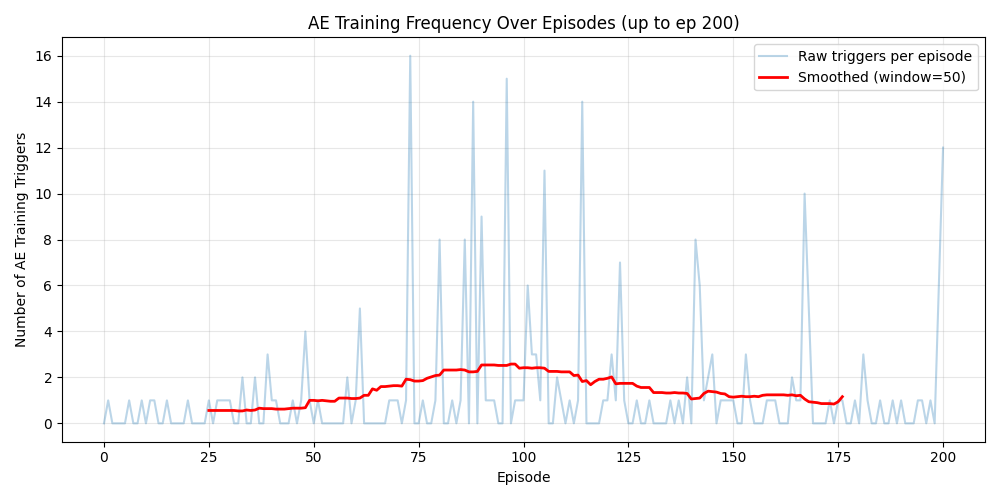 AE Training Frequency Over Episodes (up to ep 200)
Raw triggers per episode
Smoothed (window=50)
Number of AE Training Triggers
16
14
12
10
8
6
4
2
0
0 25 50 75 100 125 150 175 200
Episode